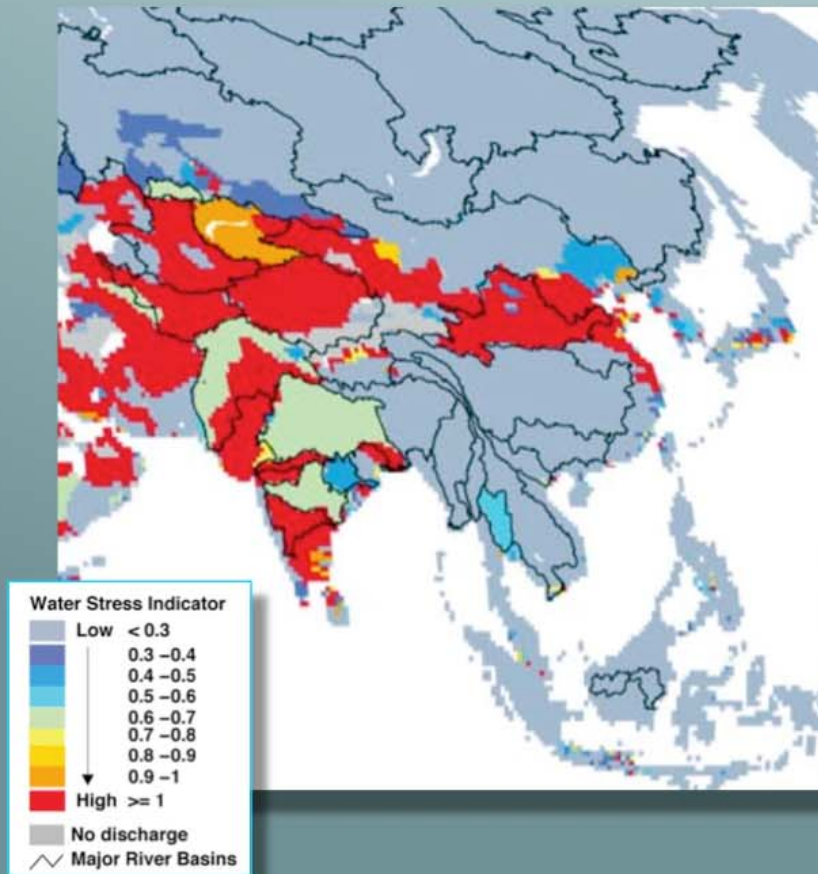 Water Stress Indicator
Low < 0.3
0.3 –0.4
0.4 –0.5
0.5 –0.6
0.6 –0.7
0.7 –0.8
0.8 –0.9
0.9 –1
High >= 1
No discharge
Major River Basins